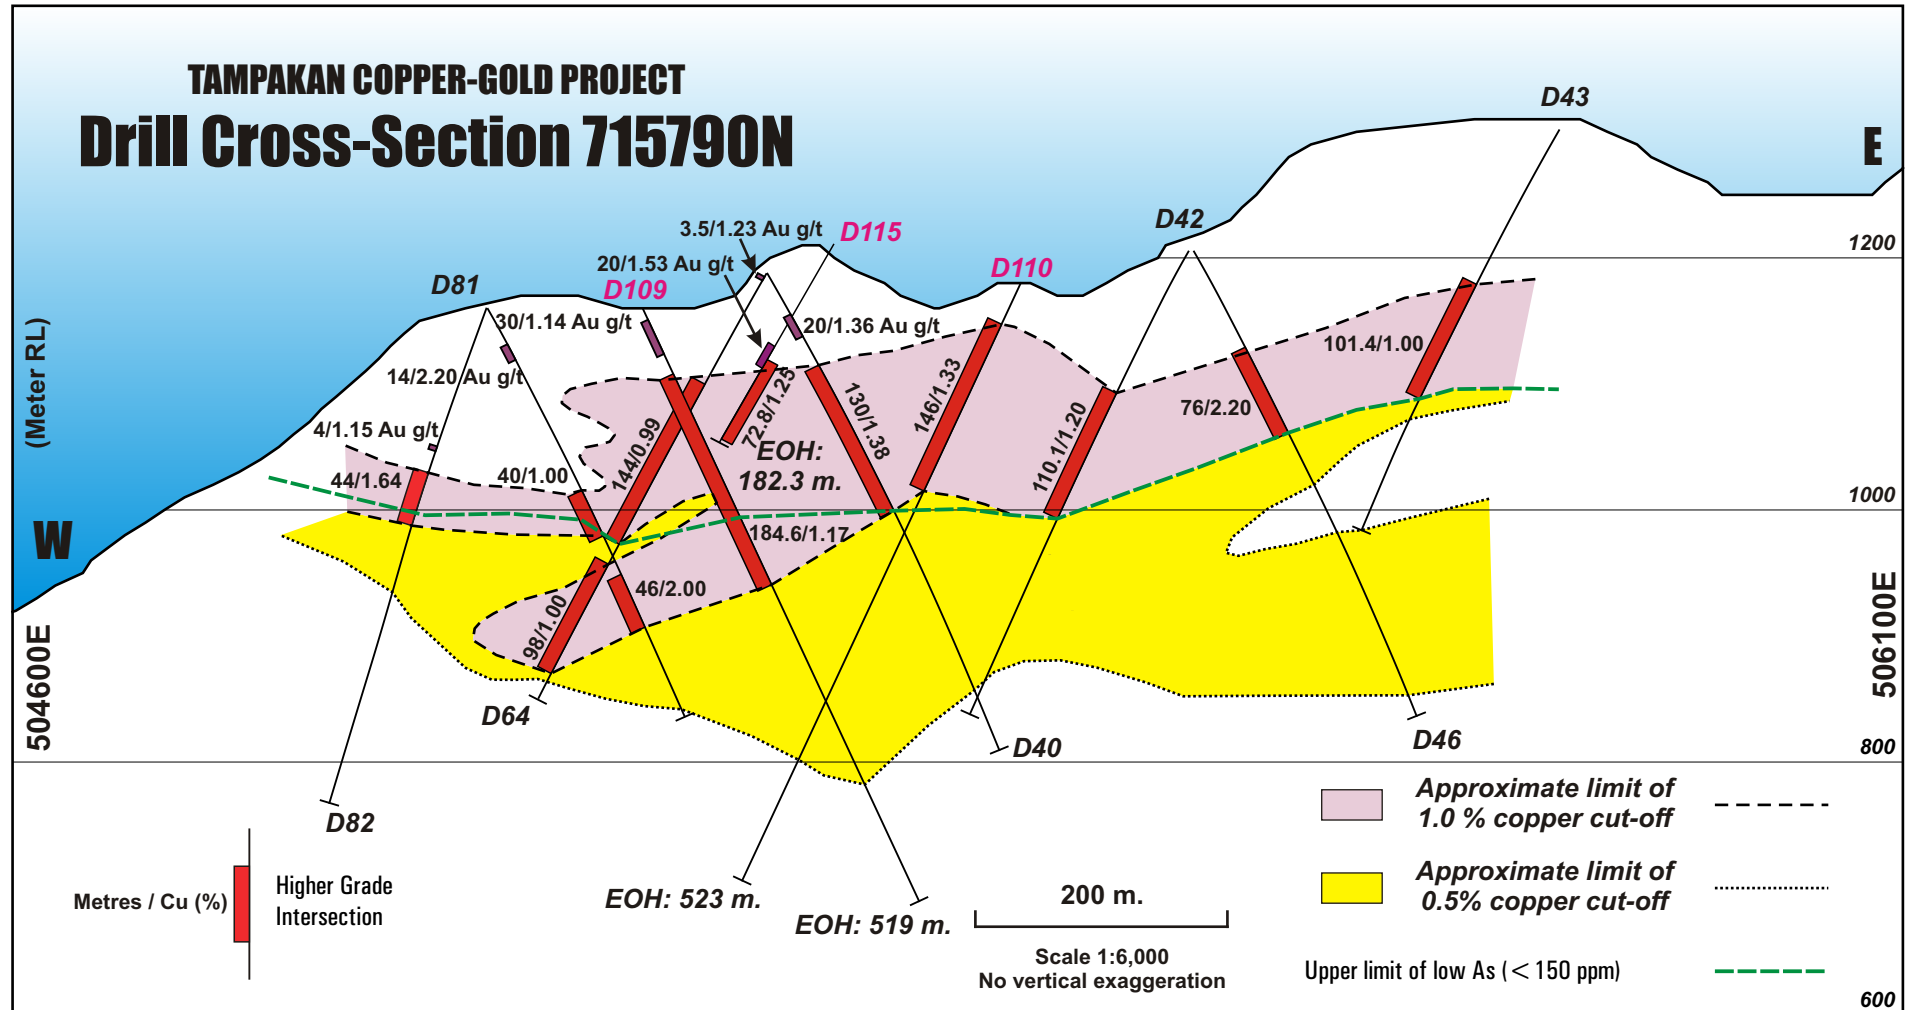 TAMPAKAN COPPER-GOLD PROJECT
Drill Cross-Section 715790N
D43
E
D42
3.5/1.23 Au g/t
D115
1200
20/1.53 Au g/t
D110
D81
D109
30/1.14 Au g/t
20/1.36 Au g/t
(Meter RL)
14/2.20 Au g/t
101.4/1.00
72.8/1.25
130/1.38
146/1.33
76/2.20
4/1.15 Au g/t
144/0.99
110.1/1.20
EOH:
182.3 m.
44/1.64
40/1.00
1000
W
184.6/1.17
46/2.00
98/1.00
504600E
506100E
D64
D40
D46
800
D82
Approximate limit of
1.0 % copper cut-off
Approximate limit of
0.5% copper cut-off
Metres / Cu (%)
Higher Grade
Intersection
EOH: 523 m.
EOH: 519 m.
200 m.
Scale 1:6,000
No vertical exaggeration
Upper limit of low As (< 150 ppm)
600